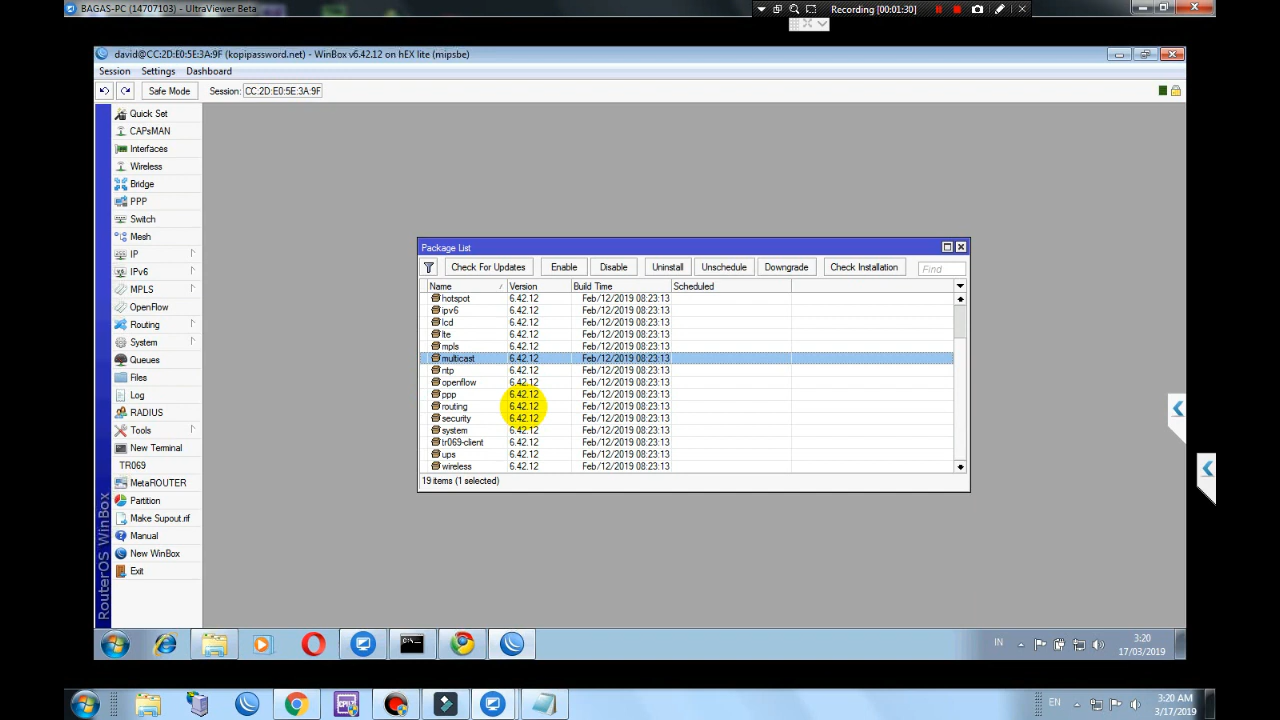 BAGAS-PC (14707103) - UltraViewer Beta
Recording [00:01:30]
david@CC:2D:E0:5E:3A:9F (kopipassword.net) - WinBox v6.42.12 on hEX lite (mipsbe)
Session Settings Dashboard
Safe Mode Session: CC:2D:E0:5E:3A:9F
Quick Set
CAPsMAN
Interfaces
Wireless
Bridge
PPP
Switch
Mesh
IP
IPv6
MPLS
OpenFlow
Routing
System
Queues
Files
Log
RADIUS
Tools
New Terminal
TR069
MetaROUTER
Partition
Make Supout.rif
Manual
New WinBox
Exit
RouterOS WinBox
Package List
Check For Updates Enable Disable Uninstall Unschedule Downgrade Check Installation Find
Name / Version Build Time Scheduled
hotspot 6.42.12 Feb/12/2019 08:23:13
ipv6 6.42.12 Feb/12/2019 08:23:13
lcd 6.42.12 Feb/12/2019 08:23:13
lte 6.42.12 Feb/12/2019 08:23:13
mpls 6.42.12 Feb/12/2019 08:23:13
multicast 6.42.12 Feb/12/2019 08:23:13
ntp 6.42.12 Feb/12/2019 08:23:13
openflow 6.42.12 Feb/12/2019 08:23:13
ppp 6.42.12 Feb/12/2019 08:23:13
routing 6.42.12 Feb/12/2019 08:23:13
security 6.42.12 Feb/12/2019 08:23:13
system 6.42.12 Feb/12/2019 08:23:13
tr069-client 6.42.12 Feb/12/2019 08:23:13
ups 6.42.12 Feb/12/2019 08:23:13
wireless 6.42.12 Feb/12/2019 08:23:13
19 items (1 selected)
IN 3:20
17/03/2019
EN 3:20 AM
3/17/2019